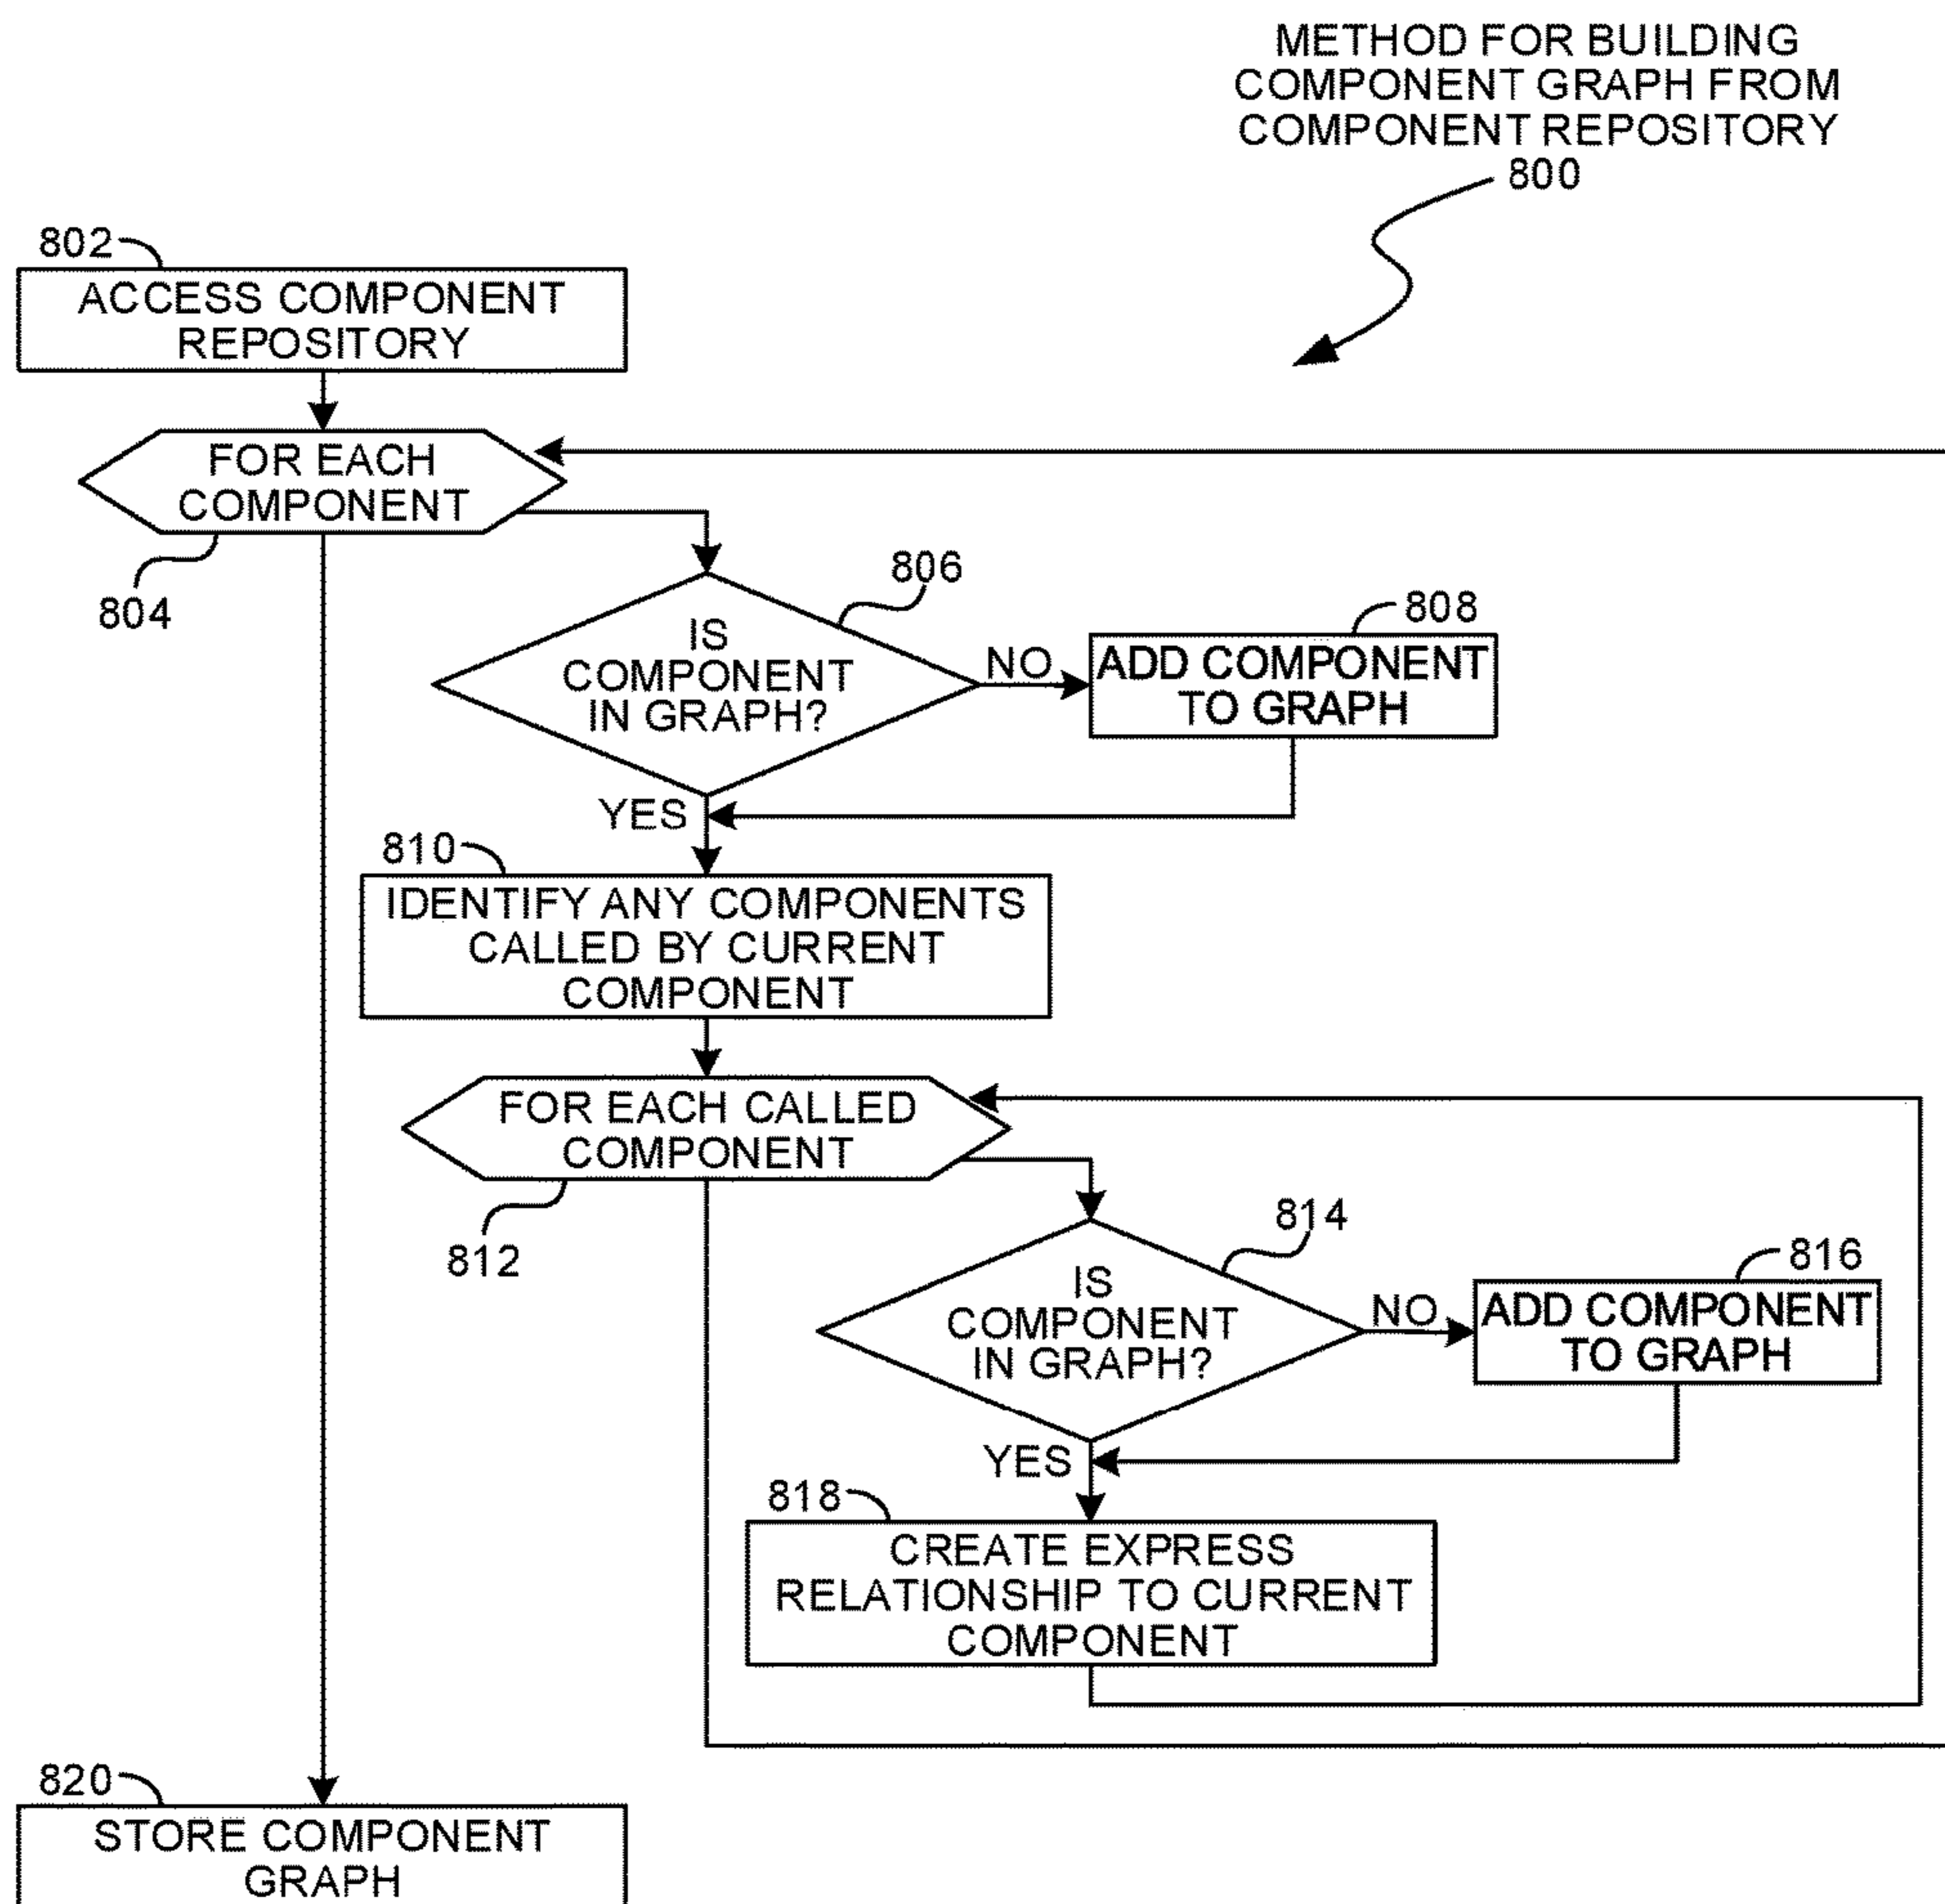 METHOD FOR BUILDING
COMPONENT GRAPH FROM
COMPONENT REPOSITORY
800
802
ACCESS COMPONENT
REPOSITORY
FOR EACH
COMPONENT
804
806
IS
COMPONENT
IN GRAPH?
NO
808
ADD COMPONENT
TO GRAPH
YES
810
IDENTIFY ANY COMPONENTS
CALLED BY CURRENT
COMPONENT
FOR EACH CALLED
COMPONENT
812
814
IS
COMPONENT
IN GRAPH?
NO
816
ADD COMPONENT
TO GRAPH
YES
818
CREATE EXPRESS
RELATIONSHIP TO CURRENT
COMPONENT
820
STORE COMPONENT
GRAPH